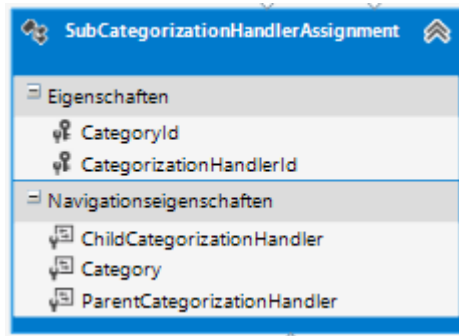 SubCategorizationHandlerAssignment
Eigenschaften
CategoryId
CategorizationHandlerId
Navigationseigenschaften
ChildCategorizationHandler
Category
ParentCategorizationHandler